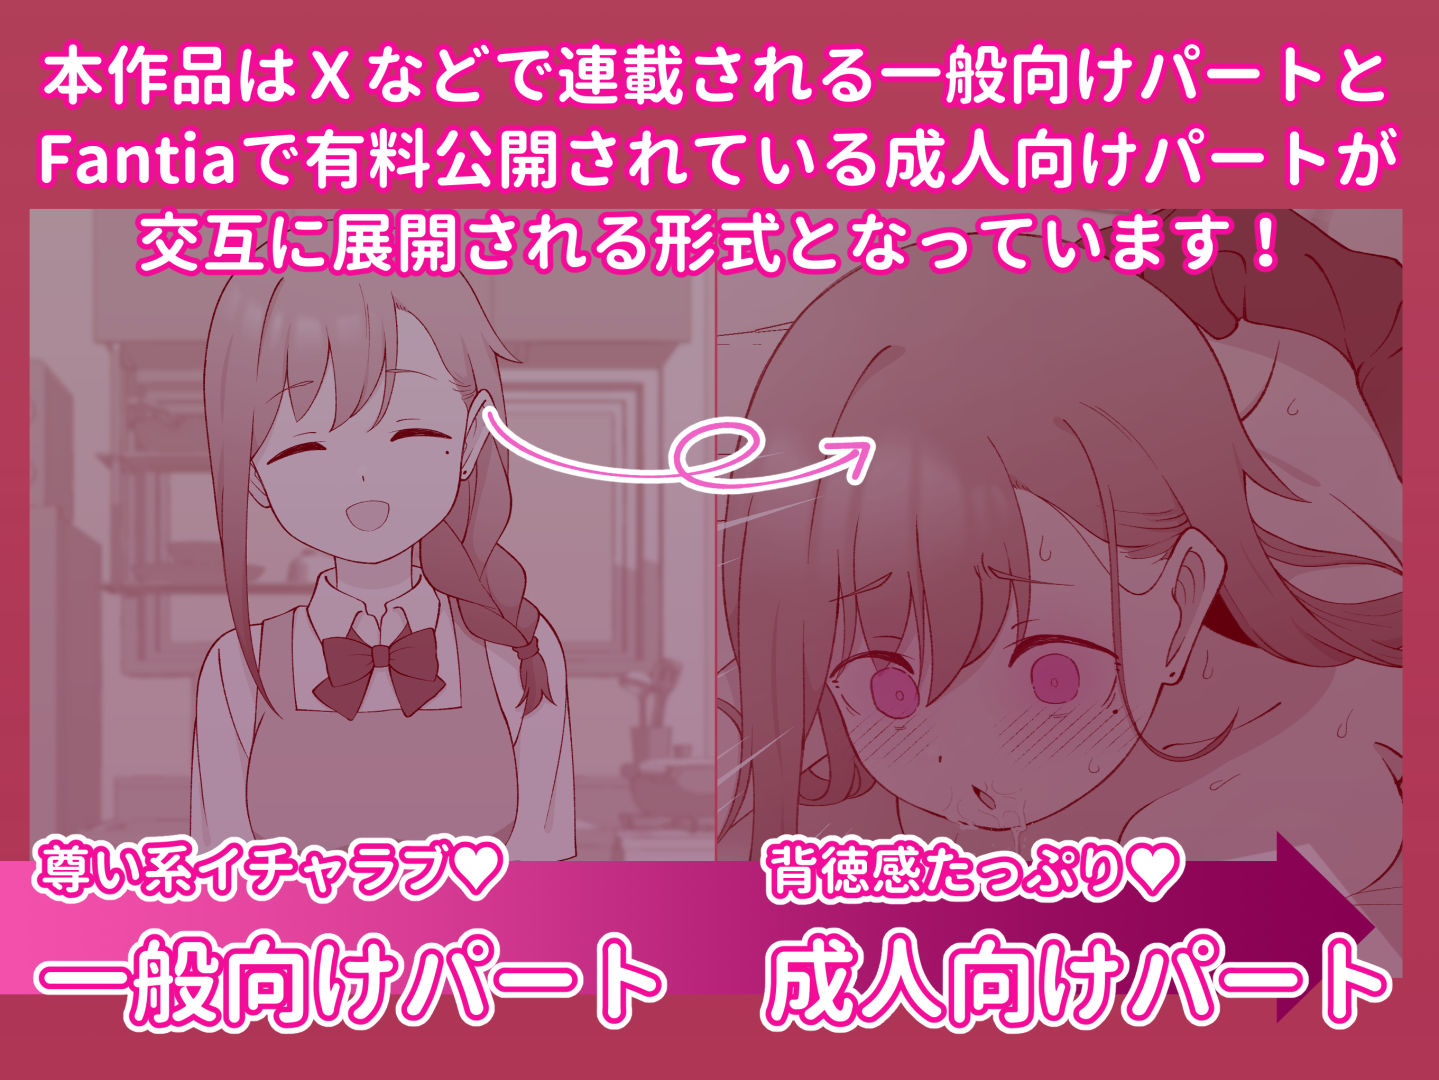 本作品はXなどで連載される一般向けパートと
Fantiaで有料公開されている成人向けパートが
交互に展開される形式となっています！
尊い系イチャラブ♥
一般向けパート
背徳感たっぷり♥
成人向けパート